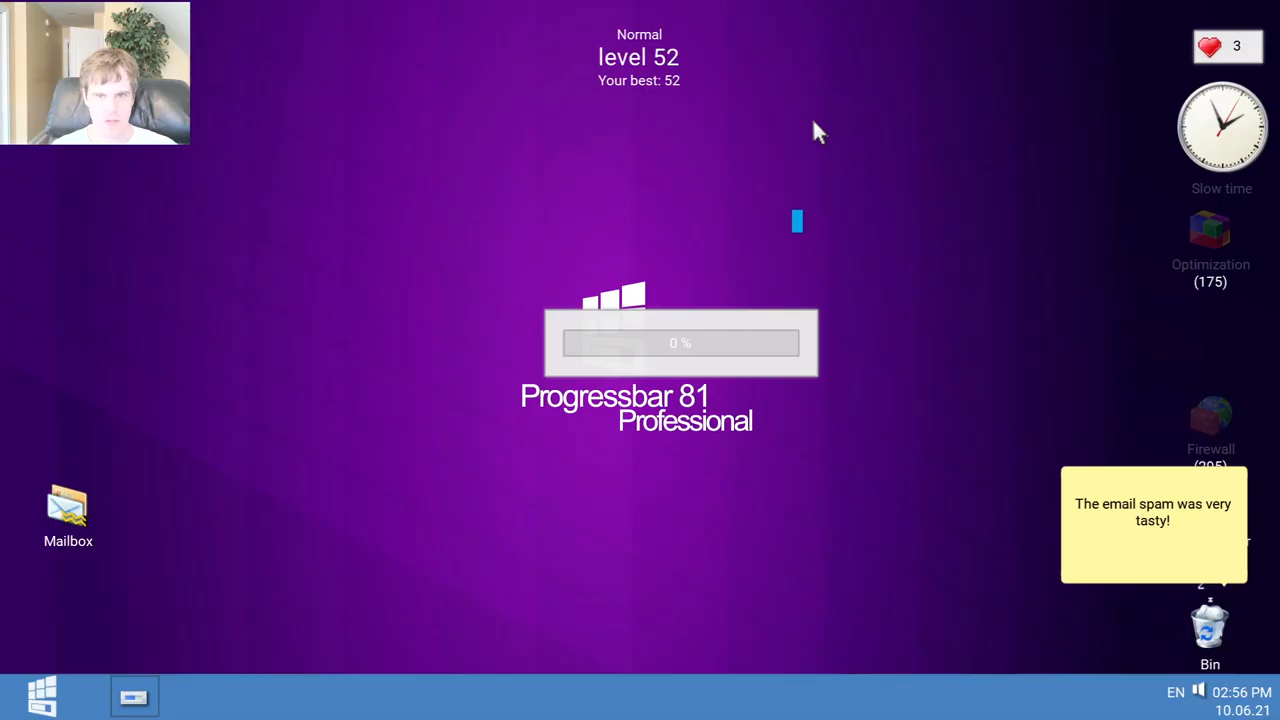 Normal
level 52
Your best: 52
3
Slow time
Optimization
(175)
0 %
Progressbar 81
Professional
Firewall
The email spam was very
tasty!
Mailbox
Bin
EN 02:56 PM
10.06.21